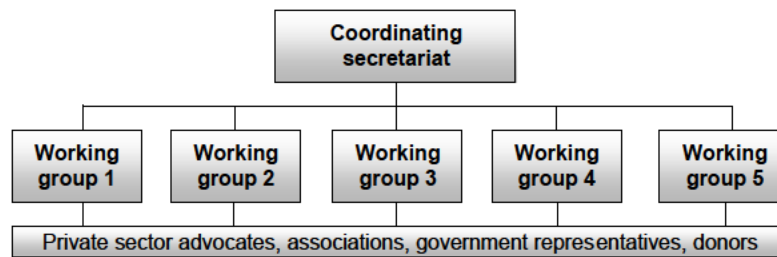 Coordinating
secretariat
Working
group 1
Working
group 2
Working
group 3
Working
group 4
Working
group 5
Private sector advocates, associations, government representatives, donors